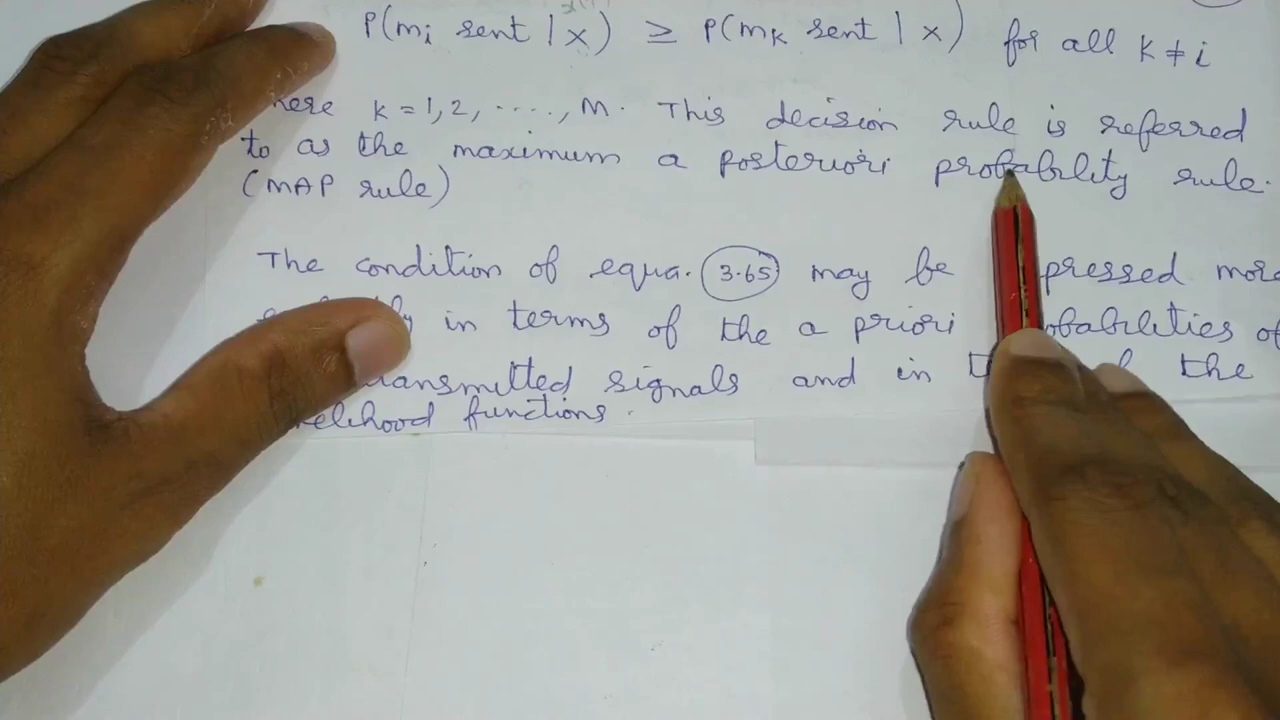 P(mi sent | x) ≥ P(mk sent | x) for all k ≠ i
k = 1, 2, ....., M. This decision rule is referred
to as the maximum a posteriori probability rule.
(MAP rule)
The condition of equa. 3.65 may be pressed more
in terms of the a priori obabilities of
ansmitted signals and in the
elihood functions.